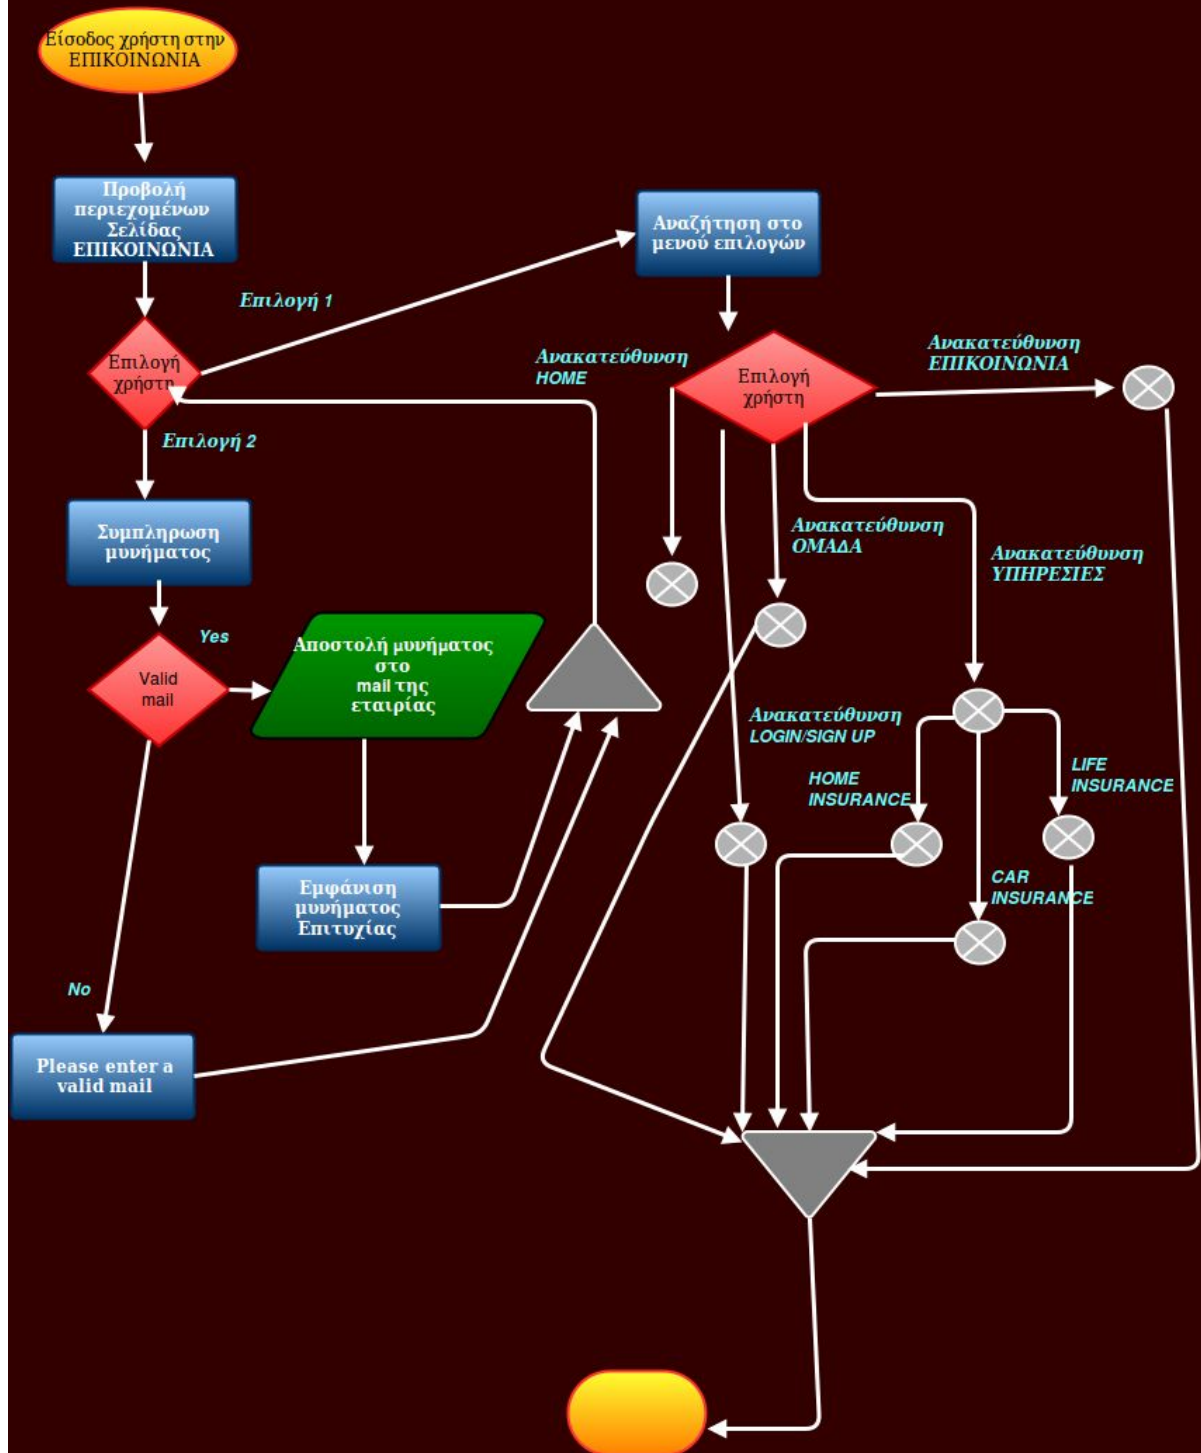 Είσοδος χρήστη στην
ΕΠΙΚΟΙΝΩΝΙΑ
Προβολή
περιεχομένων
Σελίδας
ΕΠΙΚΟΙΝΩΝΙΑ
Επιλογή 1
Αναζήτηση στο
μενού επιλογών
Επιλογή
χρήστη
Ανακατεύθυνση
HOME
Επιλογή
χρήστη
Ανακατεύθυνση
ΕΠΙΚΟΙΝΩΝΙΑ
Επιλογή 2
Συμπληρωση
μυνήματος
Ανακατεύθυνση
ΟΜΑΔΑ
Ανακατεύθυνση
ΥΠΗΡΕΣΙΕΣ
Yes
Valid
mail
Αποστολή μυνήματος
στο
mail της
εταιρίας
Ανακατεύθυνση
LOGIN/SIGN UP
HOME
INSURANCE
LIFE
INSURANCE
CAR
INSURANCE
Εμφάνιση
μυνήματος
Επιτυχίας
No
Please enter a
valid mail